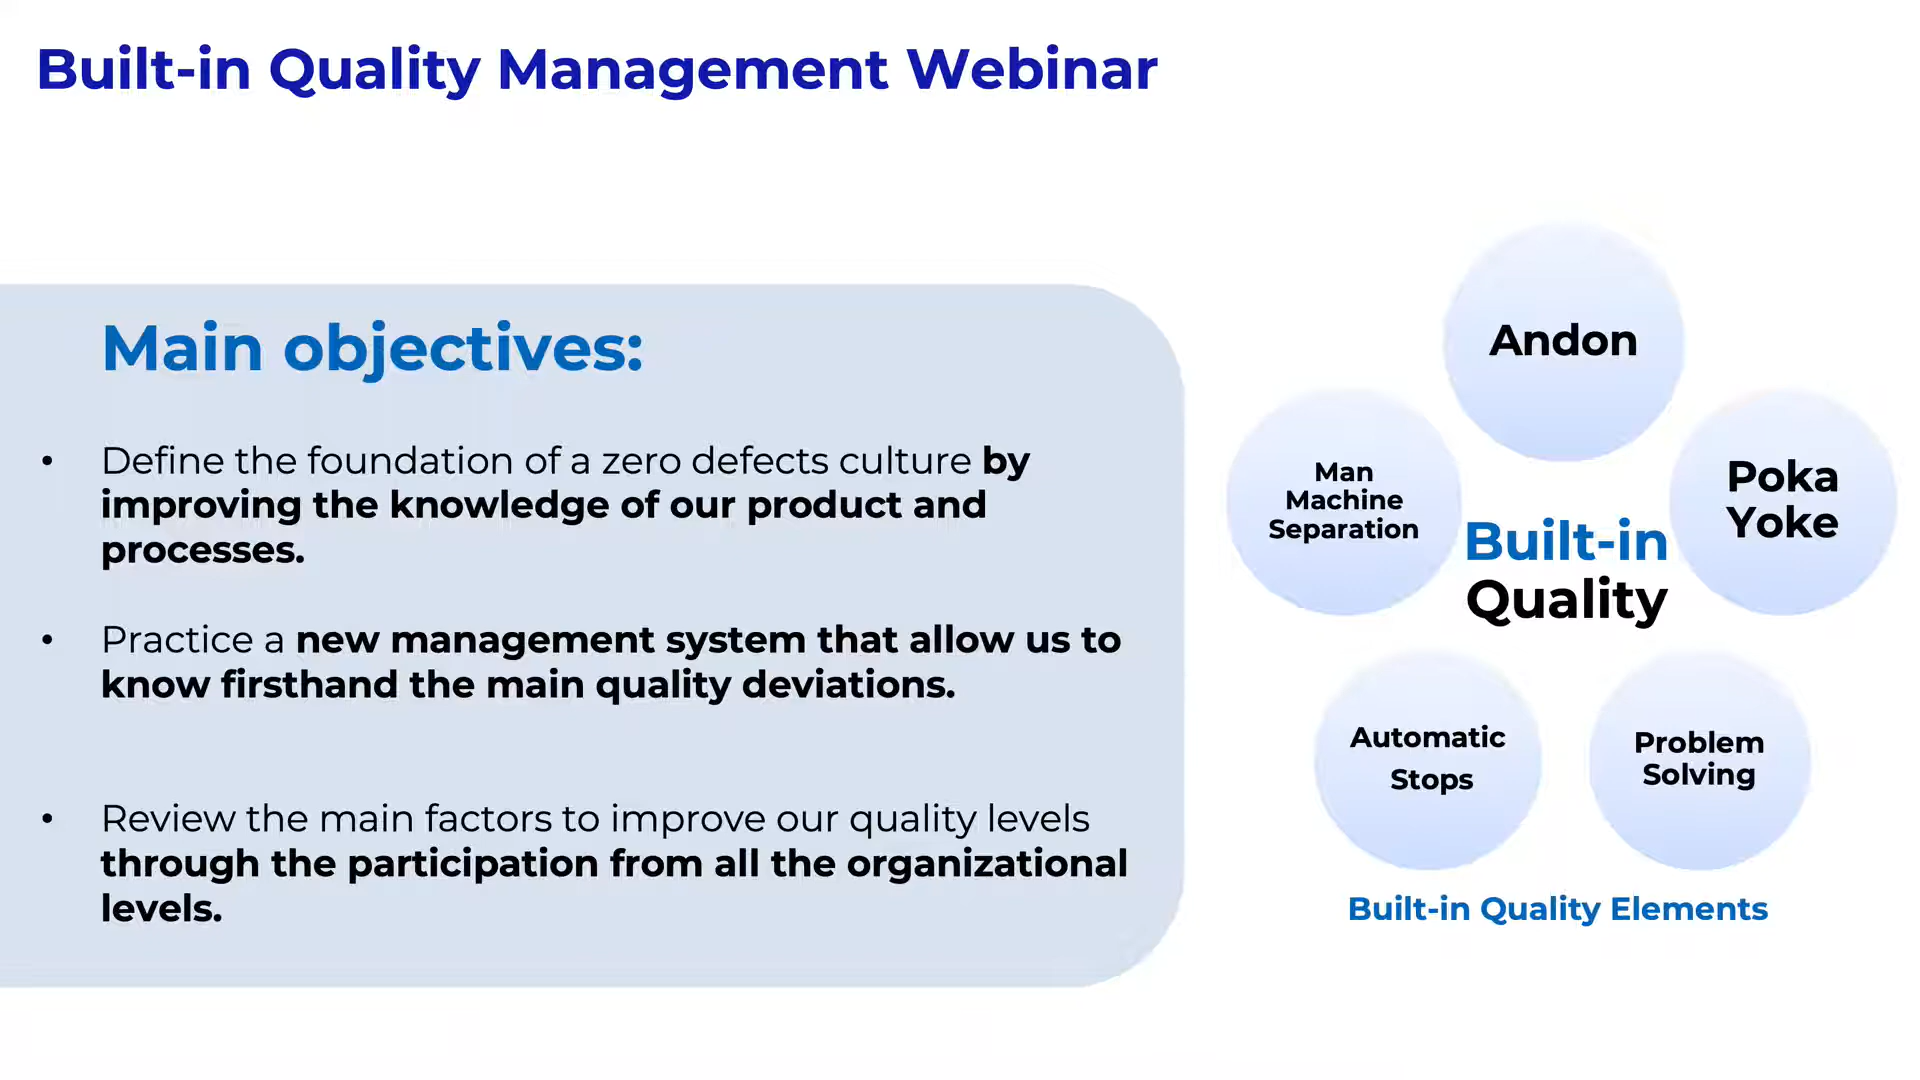 Built-in Quality Management Webinar
Main objectives:
• Define the foundation of a zero defects culture by
improving the knowledge of our product and
processes.
• Practice a new management system that allow us to
know firsthand the main quality deviations.
• Review the main factors to improve our quality levels
through the participation from all the organizational
levels.
Andon
Man
Machine
Separation
Poka
Yoke
Built-in
Quality
Automatic
Stops
Problem
Solving
Built-in Quality Elements